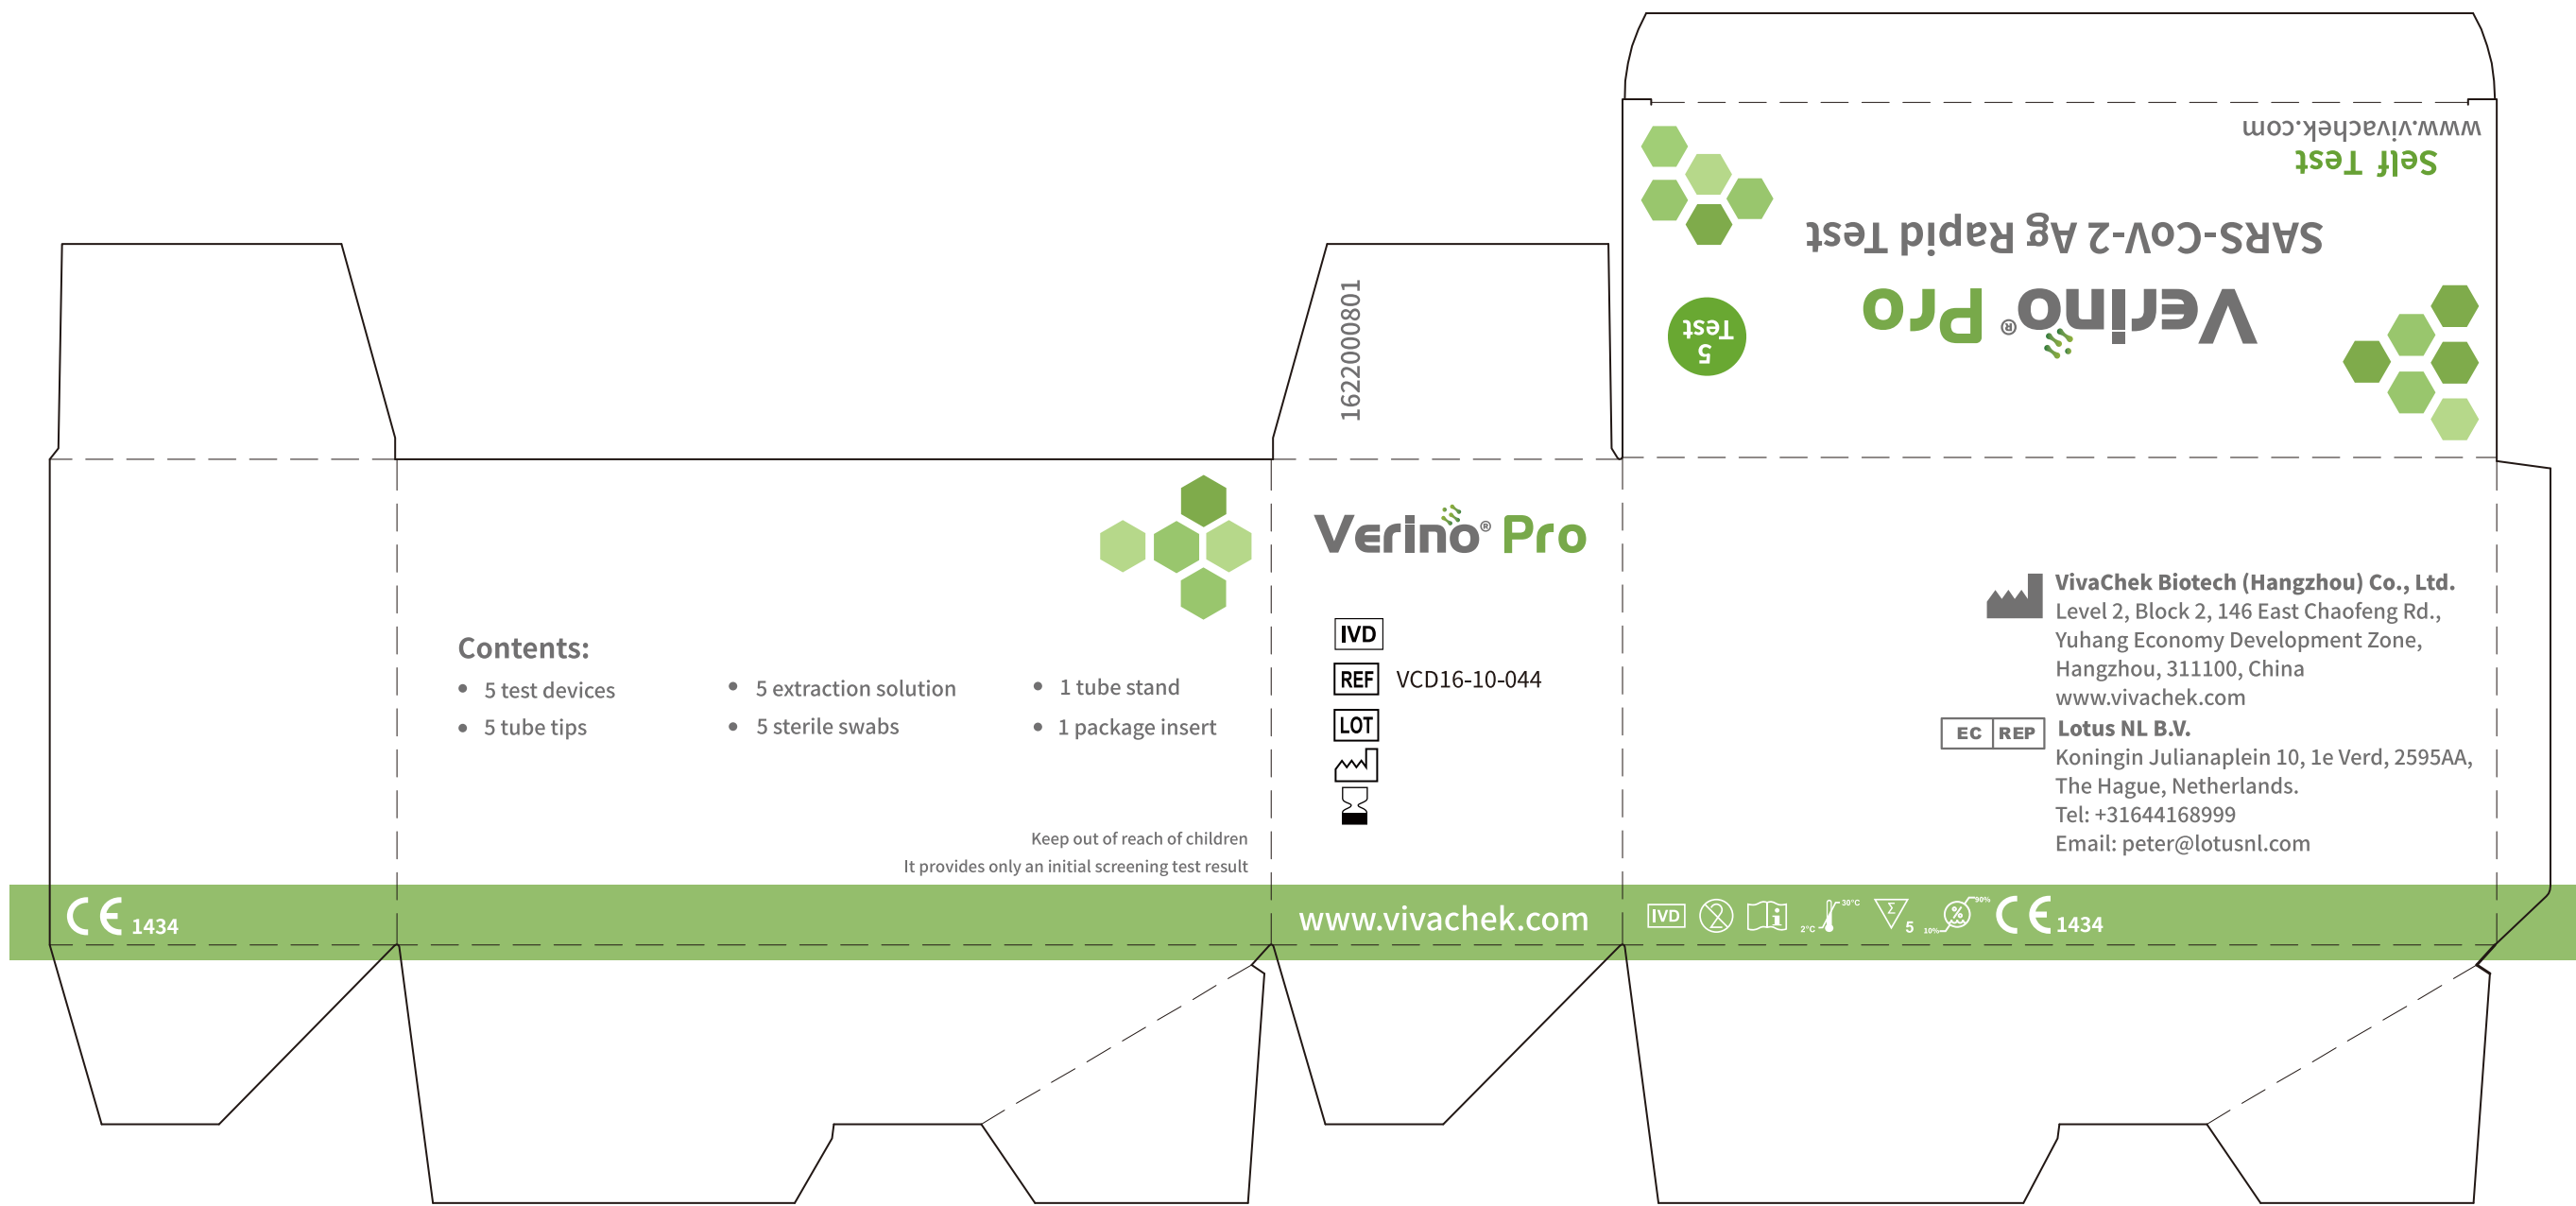 www.vivachek.com
Self Test
SARS-CoV-2 Ag Rapid Test
Verino® Pro
5
Test
1622000801
Contents:
• 5 test devices
• 5 tube tips
• 5 extraction solution
• 5 sterile swabs
• 1 tube stand
• 1 package insert
Keep out of reach of children
It provides only an initial screening test result
Verino® Pro
IVD
REF VCD16-10-044
LOT
VivaChek Biotech (Hangzhou) Co., Ltd.
Level 2, Block 2, 146 East Chaofeng Rd.,
Yuhang Economy Development Zone,
Hangzhou, 311100, China
www.vivachek.com
EC REP Lotus NL B.V.
Koningin Julianaplein 10, 1e Verd, 2595AA,
The Hague, Netherlands.
Tel: +31644168999
Email: peter@lotusnl.com
CE 1434
www.vivachek.com
IVD 2 i 2°C 30°C Σ 5 10% % 90% CE 1434